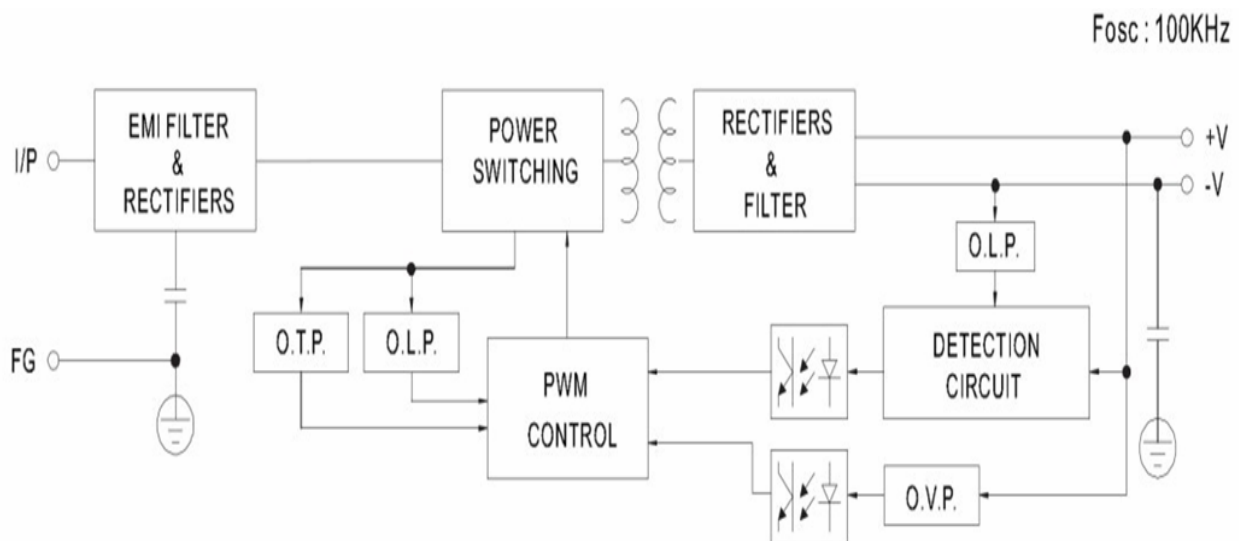 Fosc : 100KHz
I/P
EMI FILTER
&
RECTIFIERS
POWER
SWITCHING
RECTIFIERS
&
FILTER
+V
-V
O.L.P.
FG
O.T.P.
O.L.P.
PWM
CONTROL
DETECTION
CIRCUIT
O.V.P.